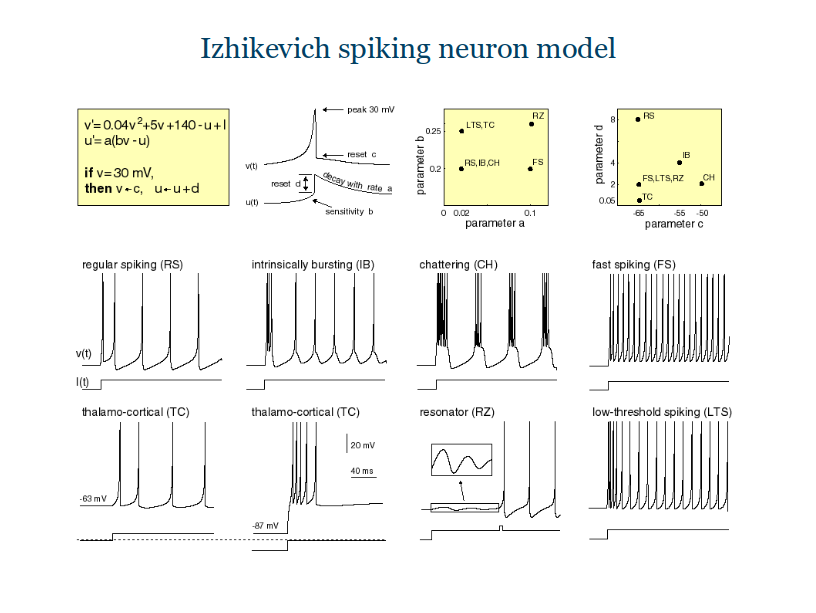 Izhikevich spiking neuron model
v'= 0.04v²+5v +140 - u + I
u'= a(bv - u)
if v = 30 mV,
then v←c, u←u + d
peak 30 mV
reset c
v(t)
reset d
decay with rate a
u(t)
sensitivity b
parameter b
0.25
0.2
LTS,TC
RZ
RS,IB,CH
FS
0 0.02 0.1
parameter a
parameter d
8
4
2
0.05
RS
IB
FS,LTS,RZ
CH
TC
-65 -55 -50
parameter c
regular spiking (RS)
intrinsically bursting (IB)
chattering (CH)
fast spiking (FS)
v(t)
I(t)
thalamo-cortical (TC)
thalamo-cortical (TC)
resonator (RZ)
low-threshold spiking (LTS)
20 mV
40 ms
-63 mV
-87 mV